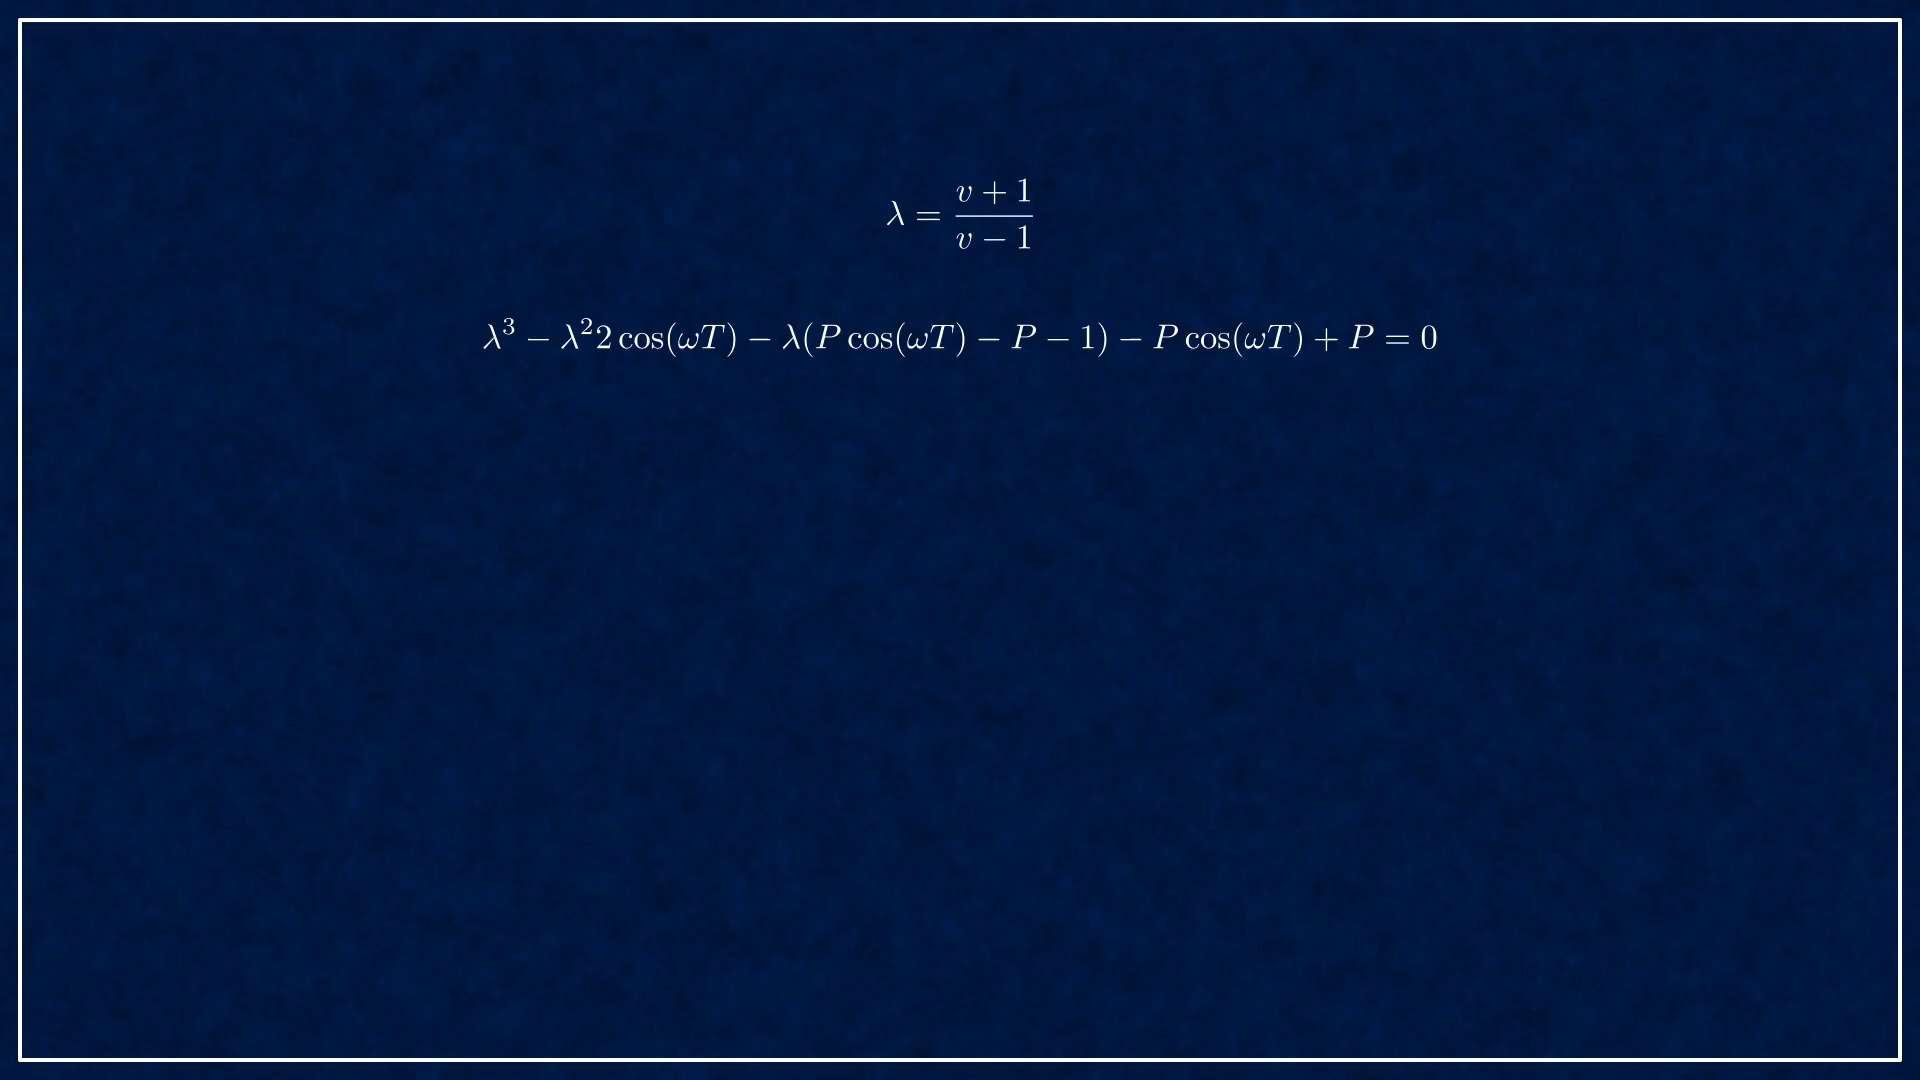 λ = (v + 1)/(v − 1)
λ³ − λ²2 cos(ωT) − λ(P cos(ωT) − P − 1) − P cos(ωT) + P = 0